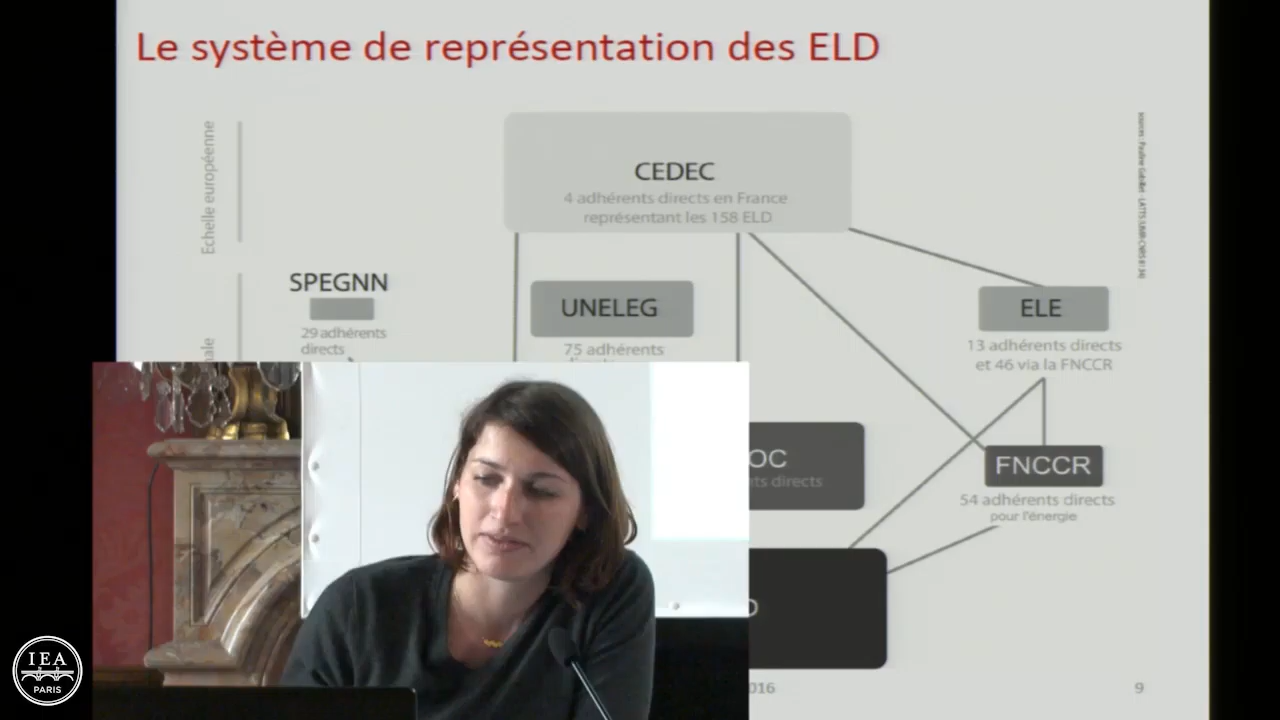 Le système de représentation des ELD
Echelle européenne
CEDEC
4 adhérents directs en France
représentant les 158 ELD
SPEGNN
29 adhérents
directs
UNELEG
75 adhérents
ELE
13 adhérents directs
et 46 via la FNCCR
OC
directs
FNCCR
54 adhérents directs
pour l'énergie
2016
9
IEA
PARIS